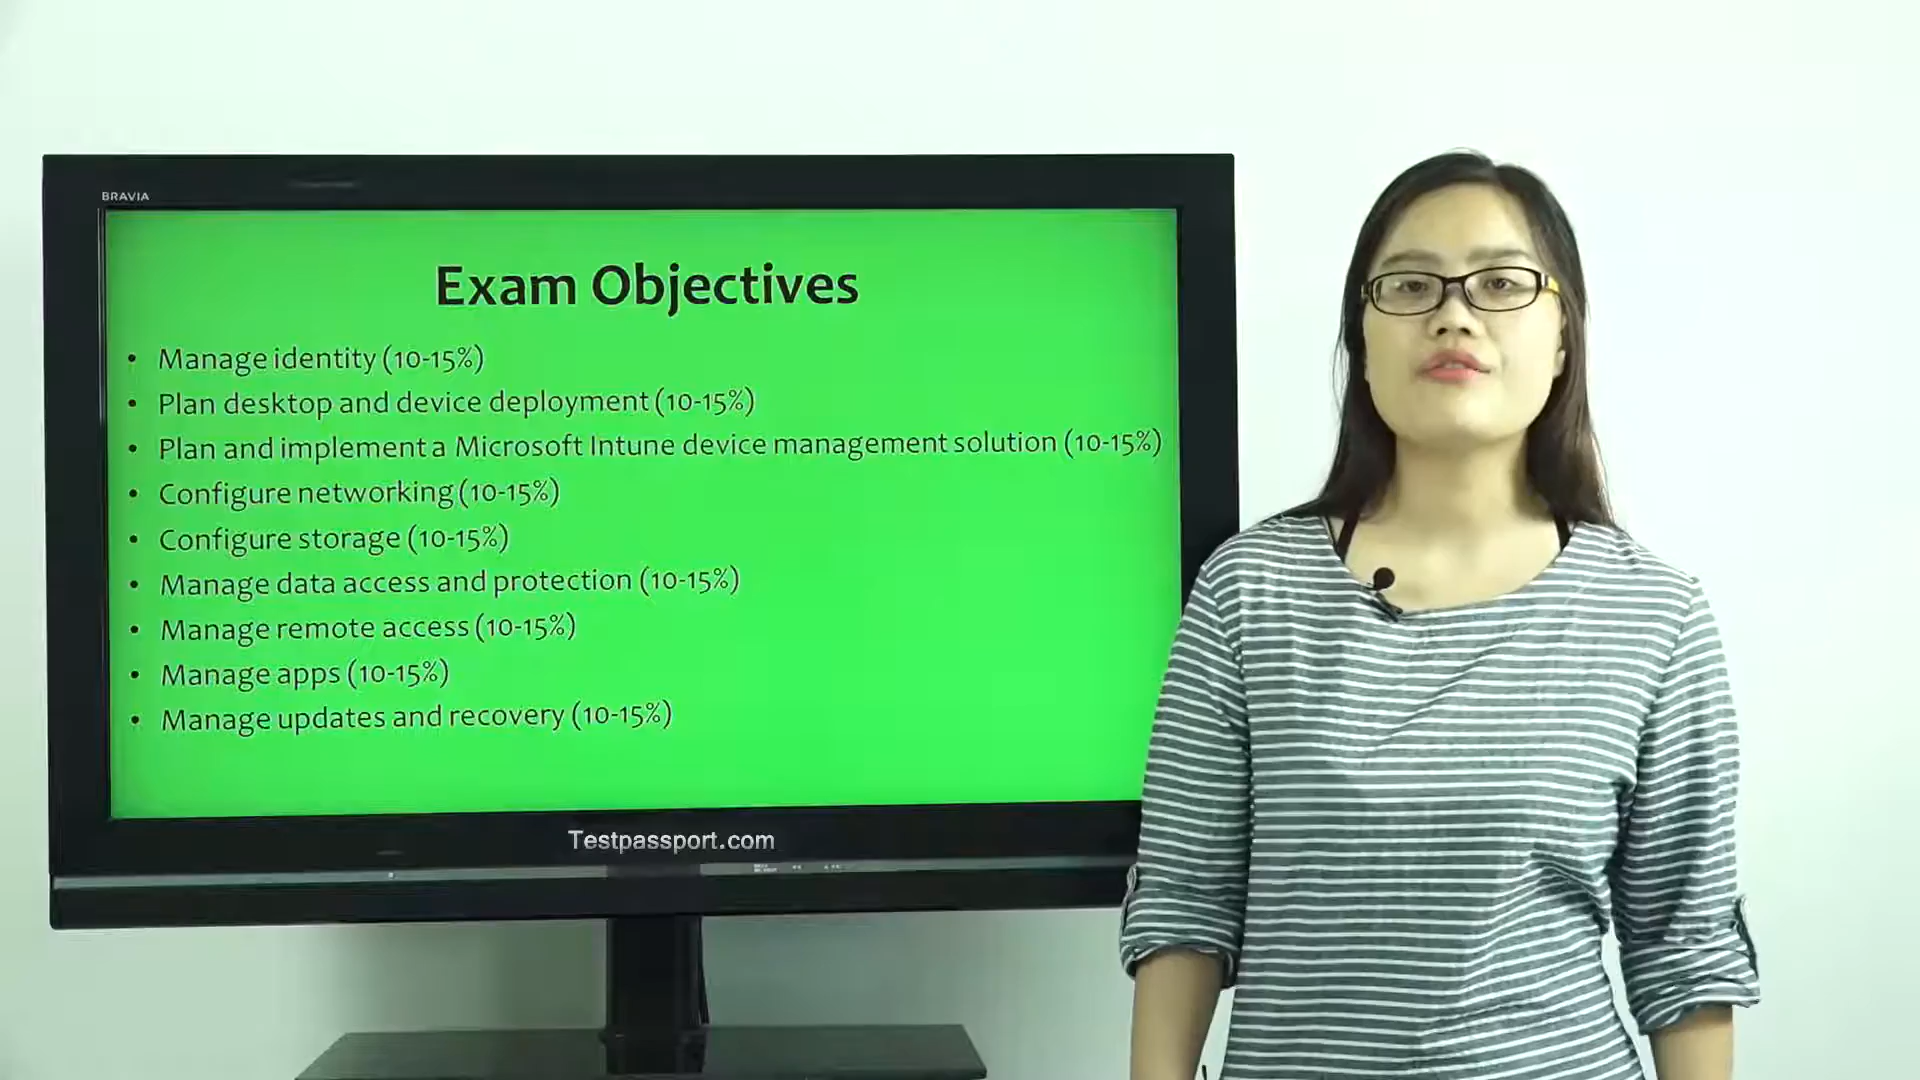 BRAVIA
Exam Objectives
• Manage identity (10-15%)
• Plan desktop and device deployment (10-15%)
• Plan and implement a Microsoft Intune device management solution (10-15%)
• Configure networking (10-15%)
• Configure storage (10-15%)
• Manage data access and protection (10-15%)
• Manage remote access (10-15%)
• Manage apps (10-15%)
• Manage updates and recovery (10-15%)
Testpassport.com